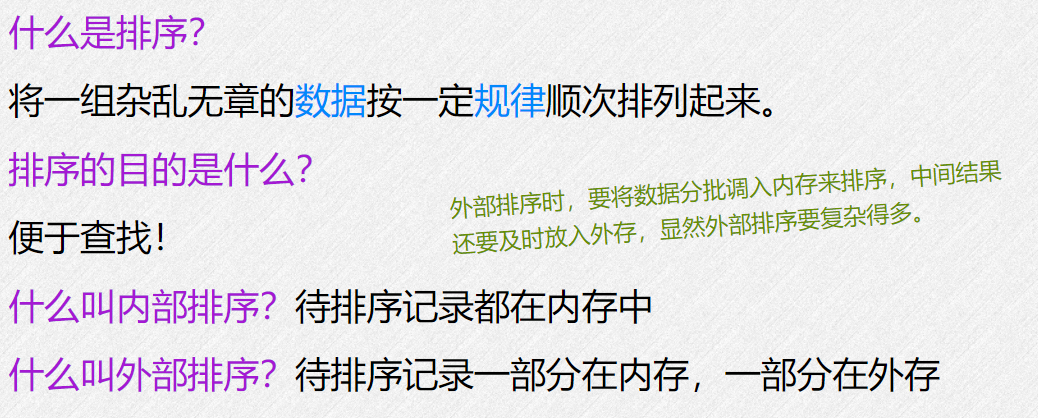 什么是排序？
将一组杂乱无章的数据按一定规律顺次排列起来。
排序的目的是什么？
便于查找！
外部排序时，要将数据分批调入内存来排序，中间结果
还要及时放入外存，显然外部排序要复杂得多。
什么叫内部排序？待排序记录都在内存中
什么叫外部排序？待排序记录一部分在内存，一部分在外存